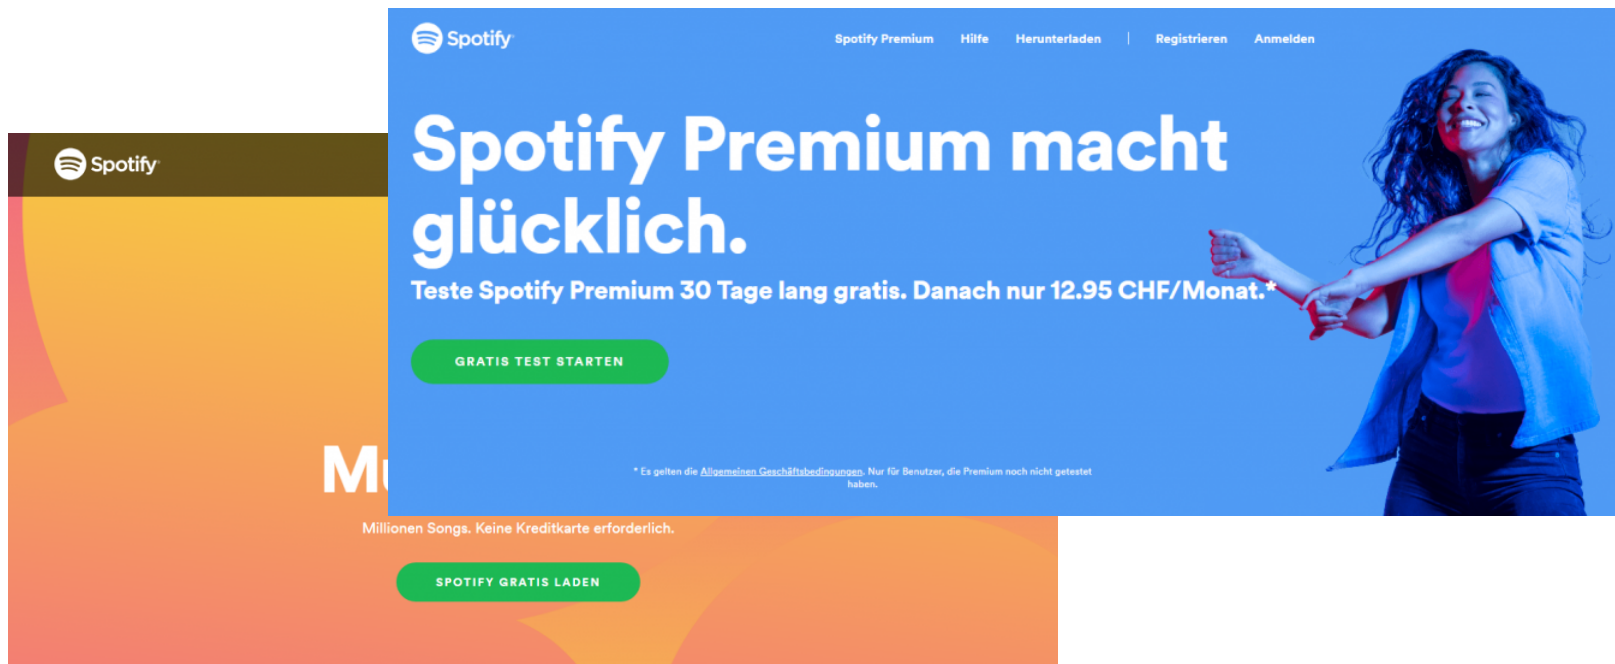 Spotify
Spotify Premium Hilfe Herunterladen | Registrieren Anmelden
Spotify Premium macht
glücklich.
Teste Spotify Premium 30 Tage lang gratis. Danach nur 12.95 CHF/Monat.*
GRATIS TEST STARTEN
* Es gelten die Allgemeinen Geschäftsbedingungen. Nur für Benutzer, die Premium noch nicht getestet
haben.
Spotify
Millionen Songs. Keine Kreditkarte erforderlich.
SPOTIFY GRATIS LADEN